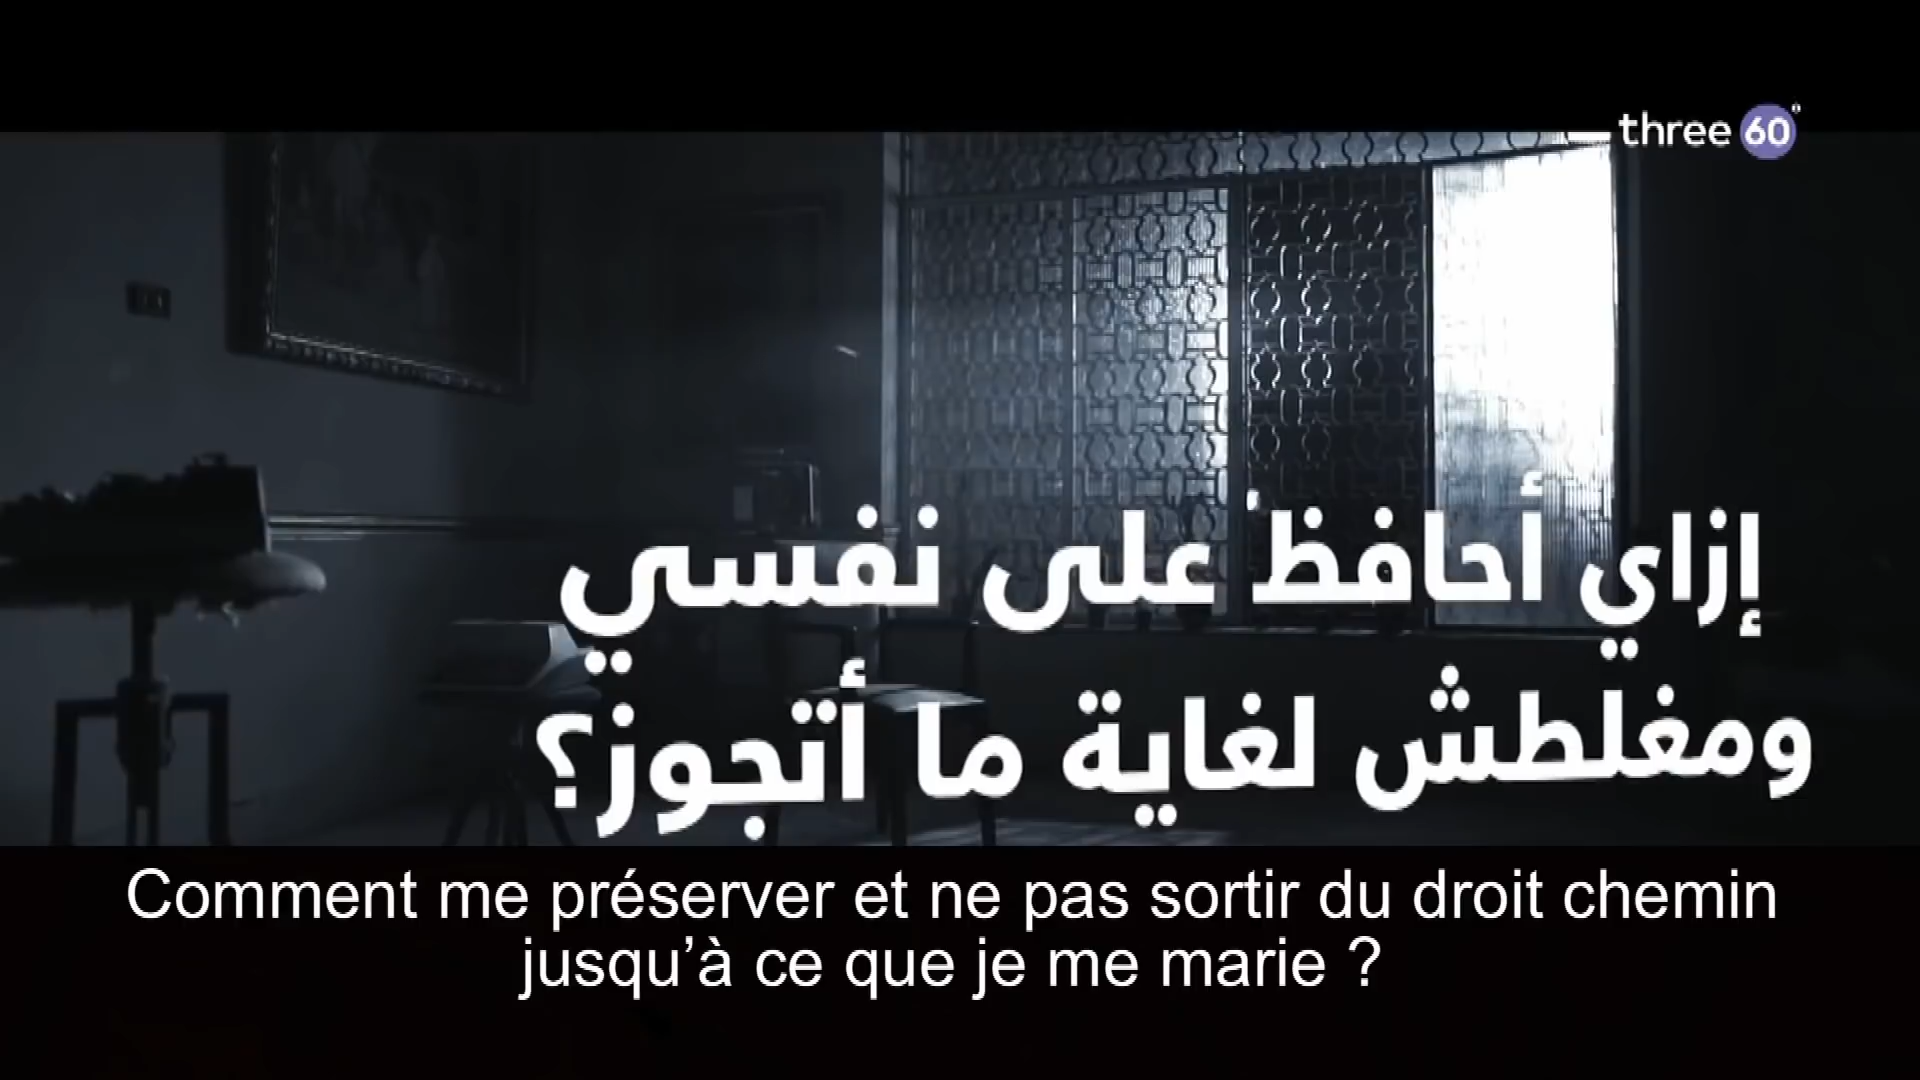 three 60°
إزاي أحافظ على نفسي
ومغلطش لغاية ما أتجوز؟
Comment me préserver et ne pas sortir du droit chemin
jusqu’à ce que je me marie ?